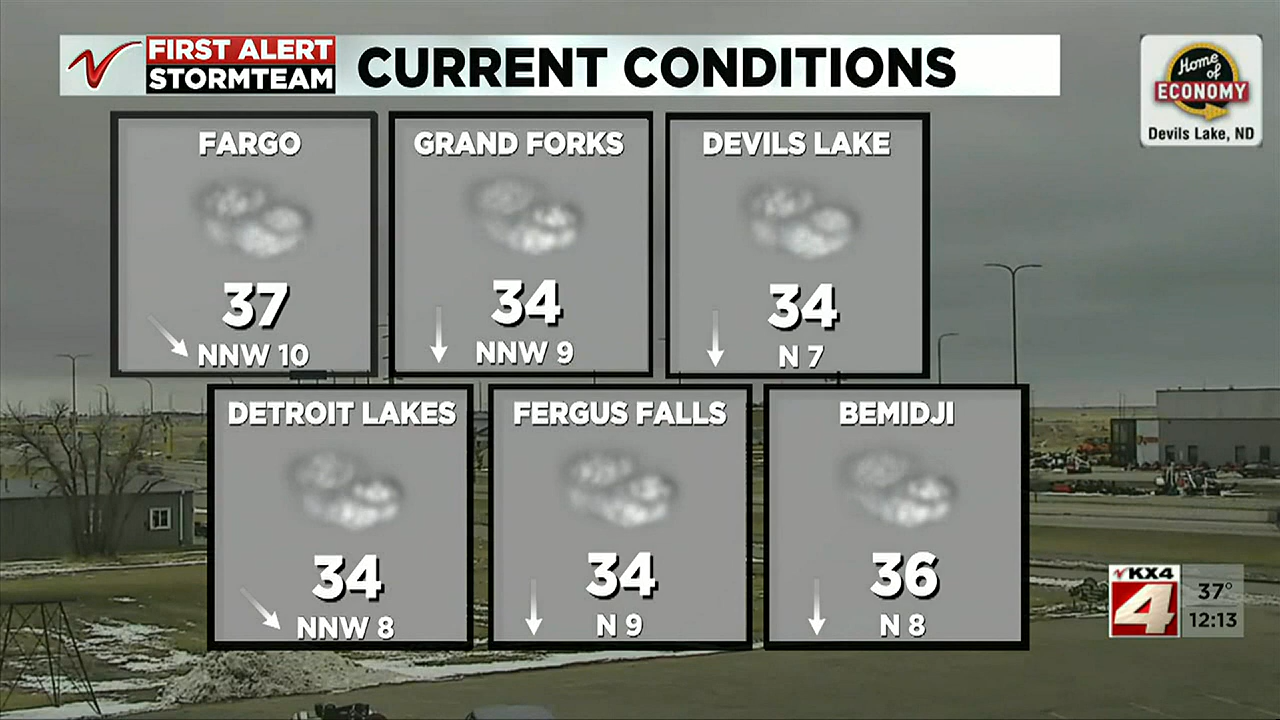 FIRST ALERT
STORMTEAM
CURRENT CONDITIONS
Home
of
ECONOMY
Devils Lake, ND
FARGO
37
NNW 10
GRAND FORKS
34
NNW 9
DEVILS LAKE
34
N 7
DETROIT LAKES
34
NNW 8
FERGUS FALLS
34
N 9
BEMIDJI
36
N 8
KX4
4
37°
12:13